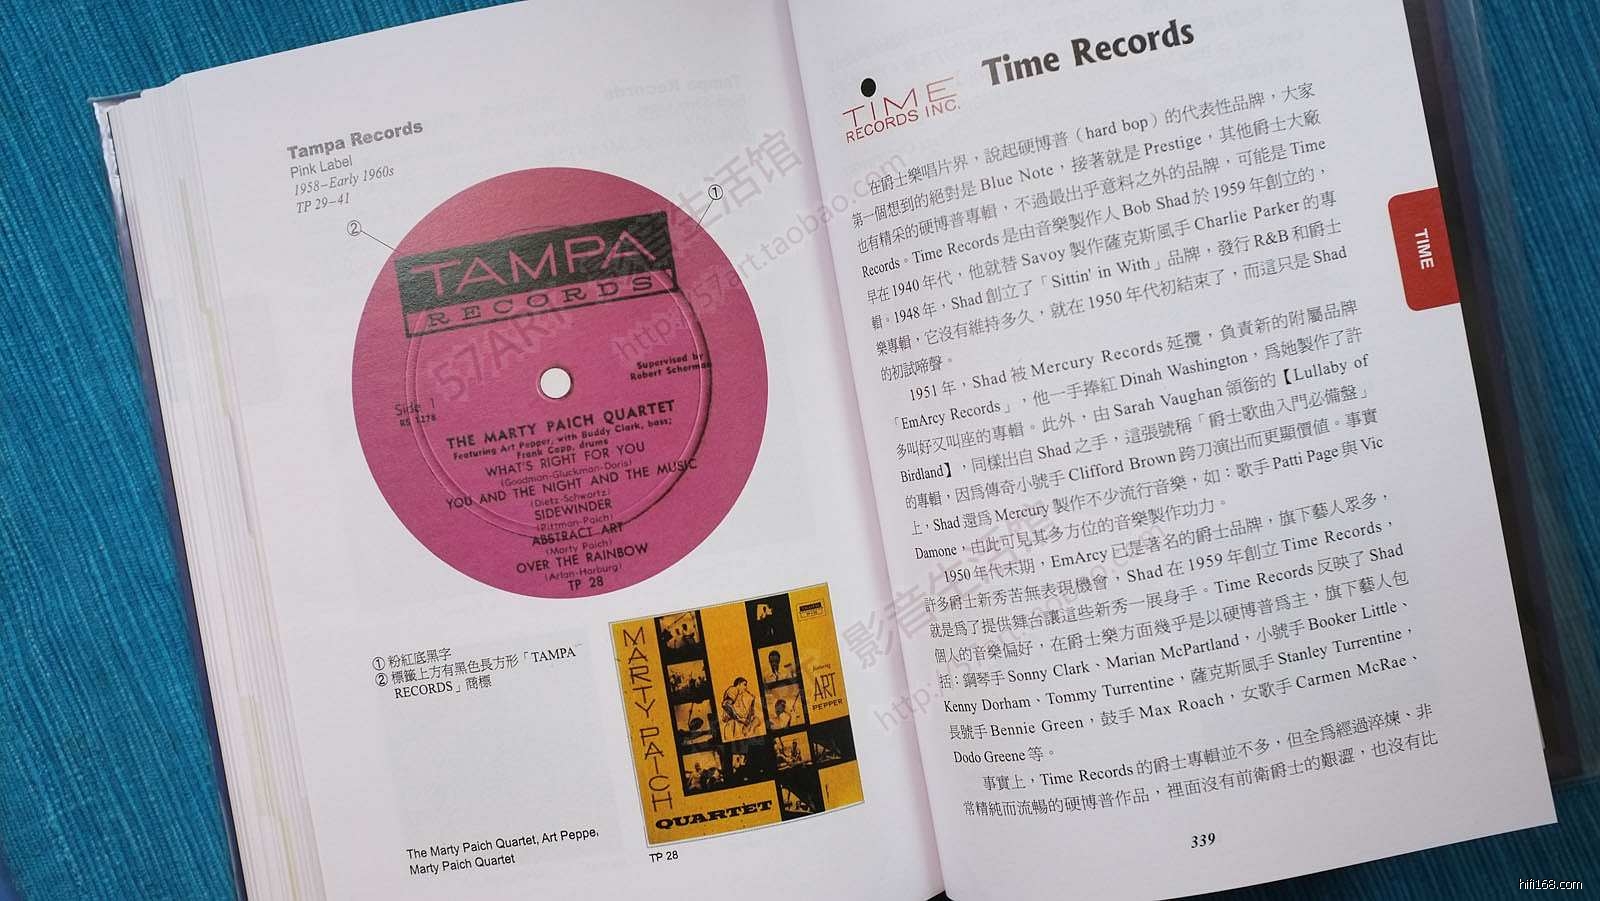 Tampa Records
Pink Label
1958–Early 1960s
TP 29–41
①
②
TAMPA
RECORDS
Supervised by
Robert Scherman
Side 1
RS 1278
THE MARTY PAICH QUARTET
Featuring Art Pepper, with Buddy Clark, bass;
Frank Capp, drums
WHAT'S RIGHT FOR YOU
(Goodman-Gluckman-Doris)
YOU AND THE NIGHT AND THE MUSIC
(Dietz-Schwartz)
SIDEWINDER
(Pittman-Paich)
ABSTRACT ART
(Marty Paich)
OVER THE RAINBOW
(Arlen-Harburg)
TP 28
① 粉紅底黑字
② 標籤上方有黑色長方形「TAMPA
RECORDS」商標
MARTY PAICH
QUARTET
featuring
ART
PEPPER
The Marty Paich Quartet, Art Peppe,
Marty Paich Quartet
TP 28
TIME
RECORDS INC.
Time Records
在爵士樂唱片界，說起硬博普（hard bop）的代表性品牌，大家
第一個想到的絕對是 Blue Note，接著就是 Prestige，其他爵士大廠
也有精采的硬博普專輯，不過最出乎意料之外的品牌，可能是 Time
Records。Time Records 是由音樂製作人 Bob Shad 於 1959 年創立的，
早在 1940 年代，他就替 Savoy 製作薩克斯風手 Charlie Parker 的專
輯。1948 年，Shad 創立了「Sittin' in With」品牌，發行 R&B 和爵士
樂專輯，它沒有維持多久，就在 1950 年代初結束了，而這只是 Shad
的初試啼聲。
1951 年，Shad 被 Mercury Records 延攬，負責新的附屬品牌
「EmArcy Records」，他一手捧紅 Dinah Washington，為她製作了許
多叫好又叫座的專輯。此外，由 Sarah Vaughan 領銜的【Lullaby of
Birdland】，同樣出自 Shad 之手，這張號稱「爵士歌曲入門必備盤」
的專輯，因為傳奇小號手 Clifford Brown 跨刀演出而更顯價值。事實
上，Shad 還為 Mercury 製作不少流行音樂，如：歌手 Patti Page 與 Vic
Damone，由此可見其多方位的音樂製作功力。
1950 年代末期，EmArcy 已是著名的爵士品牌，旗下藝人眾多，
許多爵士新秀苦無表現機會，Shad 在 1959 年創立 Time Records，
就是為了提供舞台讓這些新秀一展身手。Time Records 反映了 Shad
個人的音樂偏好，在爵士樂方面幾乎是以硬博普為主，旗下藝人包
括：鋼琴手 Sonny Clark、Marian McPartland，小號手 Booker Little、
Kenny Dorham、Tommy Turrentine，薩克斯風手 Stanley Turrentine，
長號手 Bennie Green，鼓手 Max Roach，女歌手 Carmen McRae、
Dodo Greene 等。
事實上，Time Records 的爵士專輯並不多，但全為經過淬煉、非
常精純而流暢的硬博普作品，裡面沒有前衛爵士的艱澀，也沒有比
339
TIME
57ART 影音生活馆
http://57art.taobao.com
影音生活馆
http://57art.taobao.com
hifi168.com